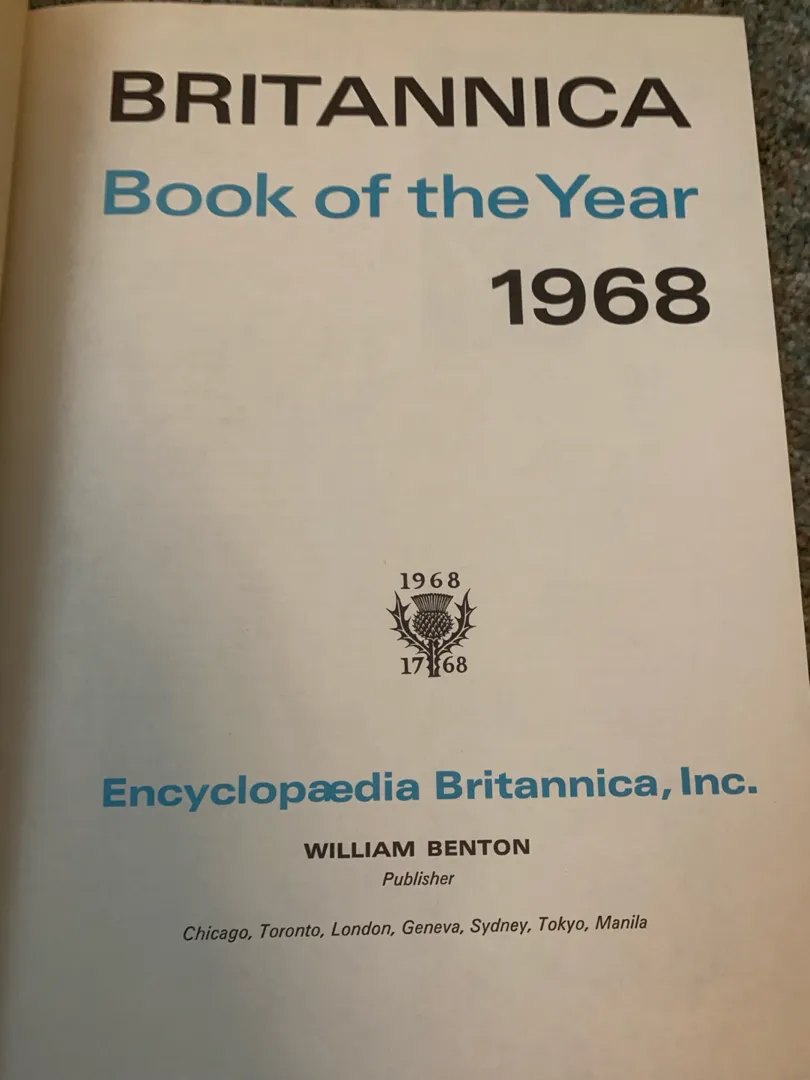 BRITANNICA
Book of the Year
1968
1968
1768
Encyclopædia Britannica, Inc.
WILLIAM BENTON
Publisher
Chicago, Toronto, London, Geneva, Sydney, Tokyo, Manila